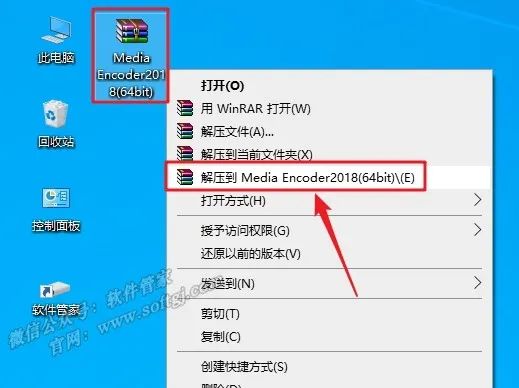 此电脑
Media
Encoder201
8(64bit)
回收站
控制面板
软件管家
打开(O)
用 WinRAR 打开(W)
解压文件(A)...
解压到当前文件夹(X)
解压到 Media Encoder2018(64bit)\(E)
打开方式(H)
授予访问权限(G)
还原以前的版本(V)
发送到(N)
剪切(T)
复制(C)
创建快捷方式(S)
删除(D)
微信公众号：软件管家
官网：www.softgj.com